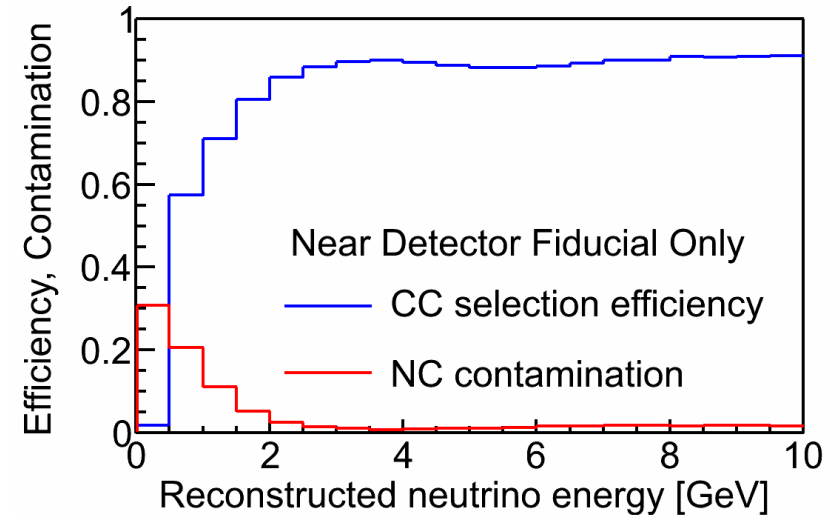 Efficiency, Contamination
1
0.8
0.6
0.4
0.2
0
Near Detector Fiducial Only
CC selection efficiency
NC contamination
0 2 4 6 8 10
Reconstructed neutrino energy [GeV]